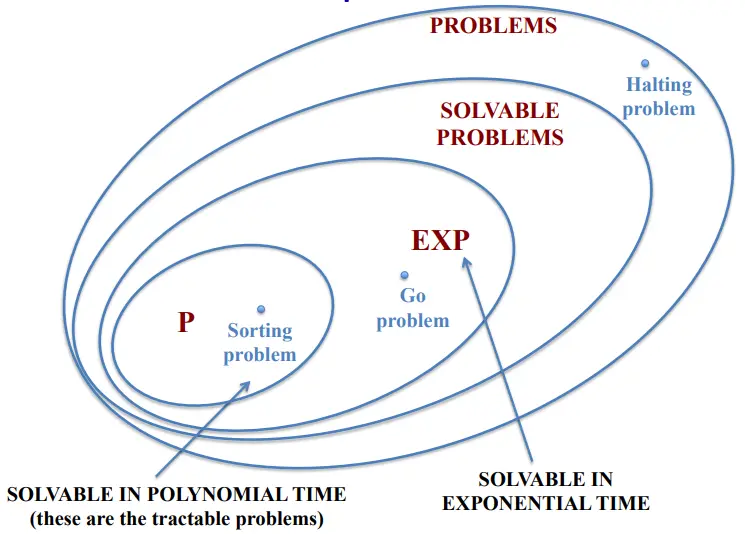 PROBLEMS
Halting
problem
SOLVABLE
PROBLEMS
EXP
Go
problem
P
Sorting
problem
SOLVABLE IN POLYNOMIAL TIME
(these are the tractable problems)
SOLVABLE IN
EXPONENTIAL TIME